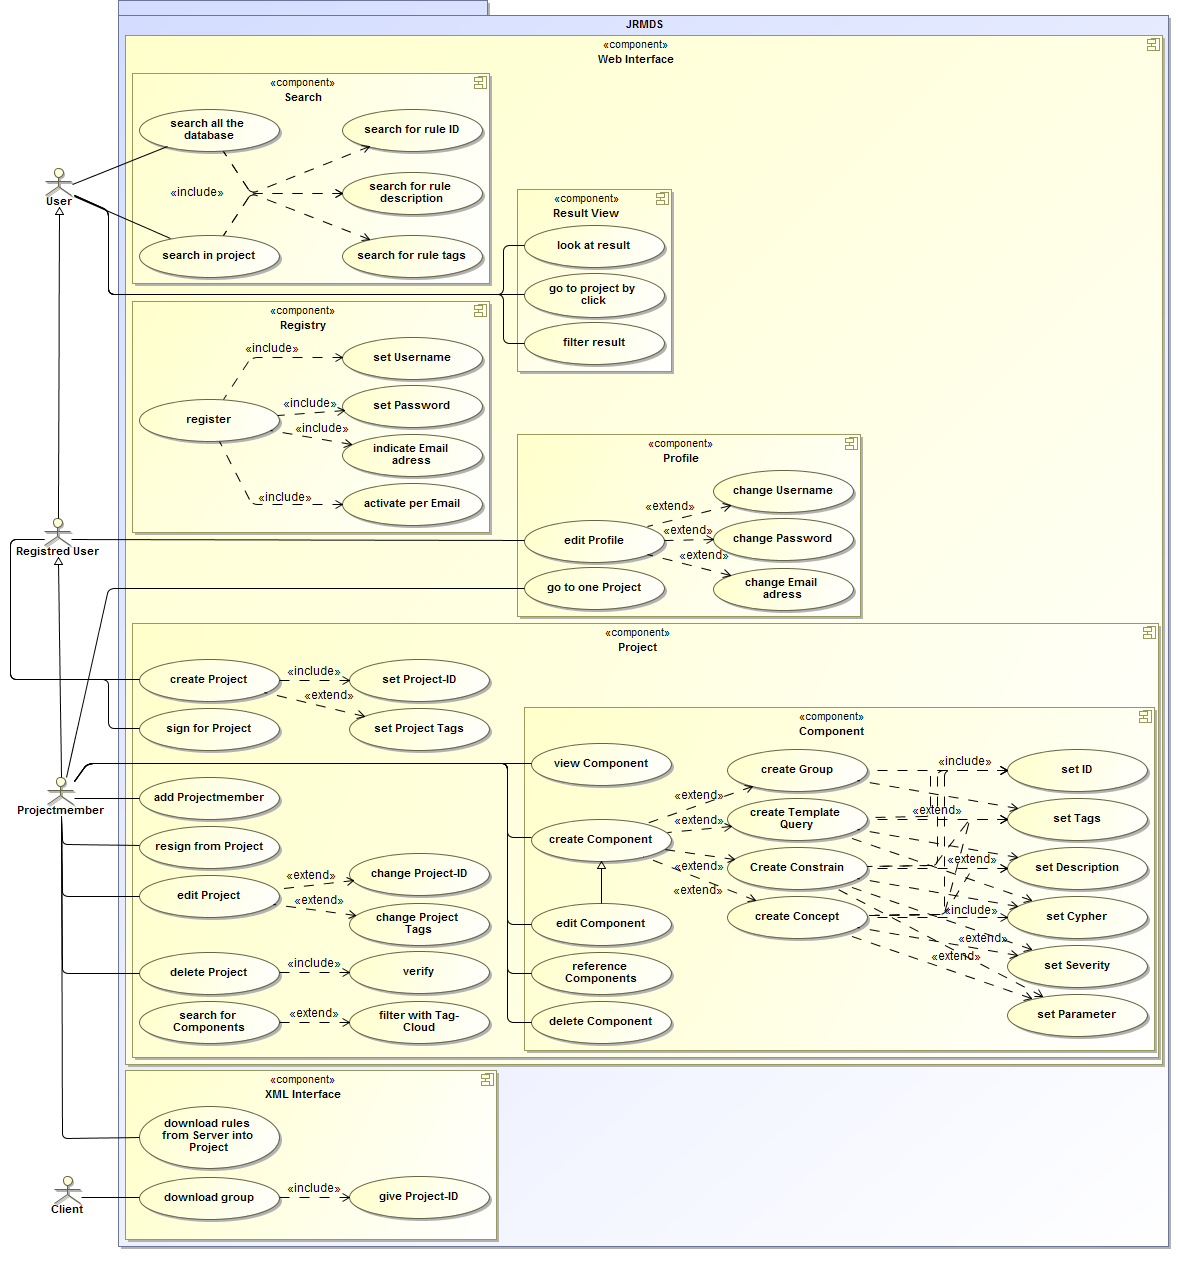 JRMDS
«component»
Web Interface
«component»
Search
search all the
database
search for rule ID
«include»
search for rule
description
search in project
search for rule tags
User
«component»
Result View
look at result
go to project by
click
filter result
«component»
Registry
«include»
set Username
register
«include»
set Password
«include»
indicate Email
adress
«include»
activate per Email
Registred User
«component»
Profile
change Username
«extend»
edit Profile
«extend»
change Password
«extend»
change Email
adress
go to one Project
«component»
Project
create Project
«include»
set Project-ID
«extend»
sign for Project
set Project Tags
Projectmember
add Projectmember
resign from Project
edit Project
«extend»
change Project-ID
«extend»
change Project
Tags
delete Project
«include»
verify
search for
Components
«extend»
filter with Tag-
Cloud
«component»
Component
view Component
create Group
«include»
set ID
«extend»
create Component
«extend»
create Template
Query
«extend»
set Tags
«extend»
Create Constrain
«extend»
set Description
«extend»
create Concept
«include»
set Cypher
edit Component
«extend»
«extend»
set Severity
reference
Components
set Parameter
delete Component
«component»
XML Interface
download rules
from Server into
Project
Client
download group
«include»
give Project-ID